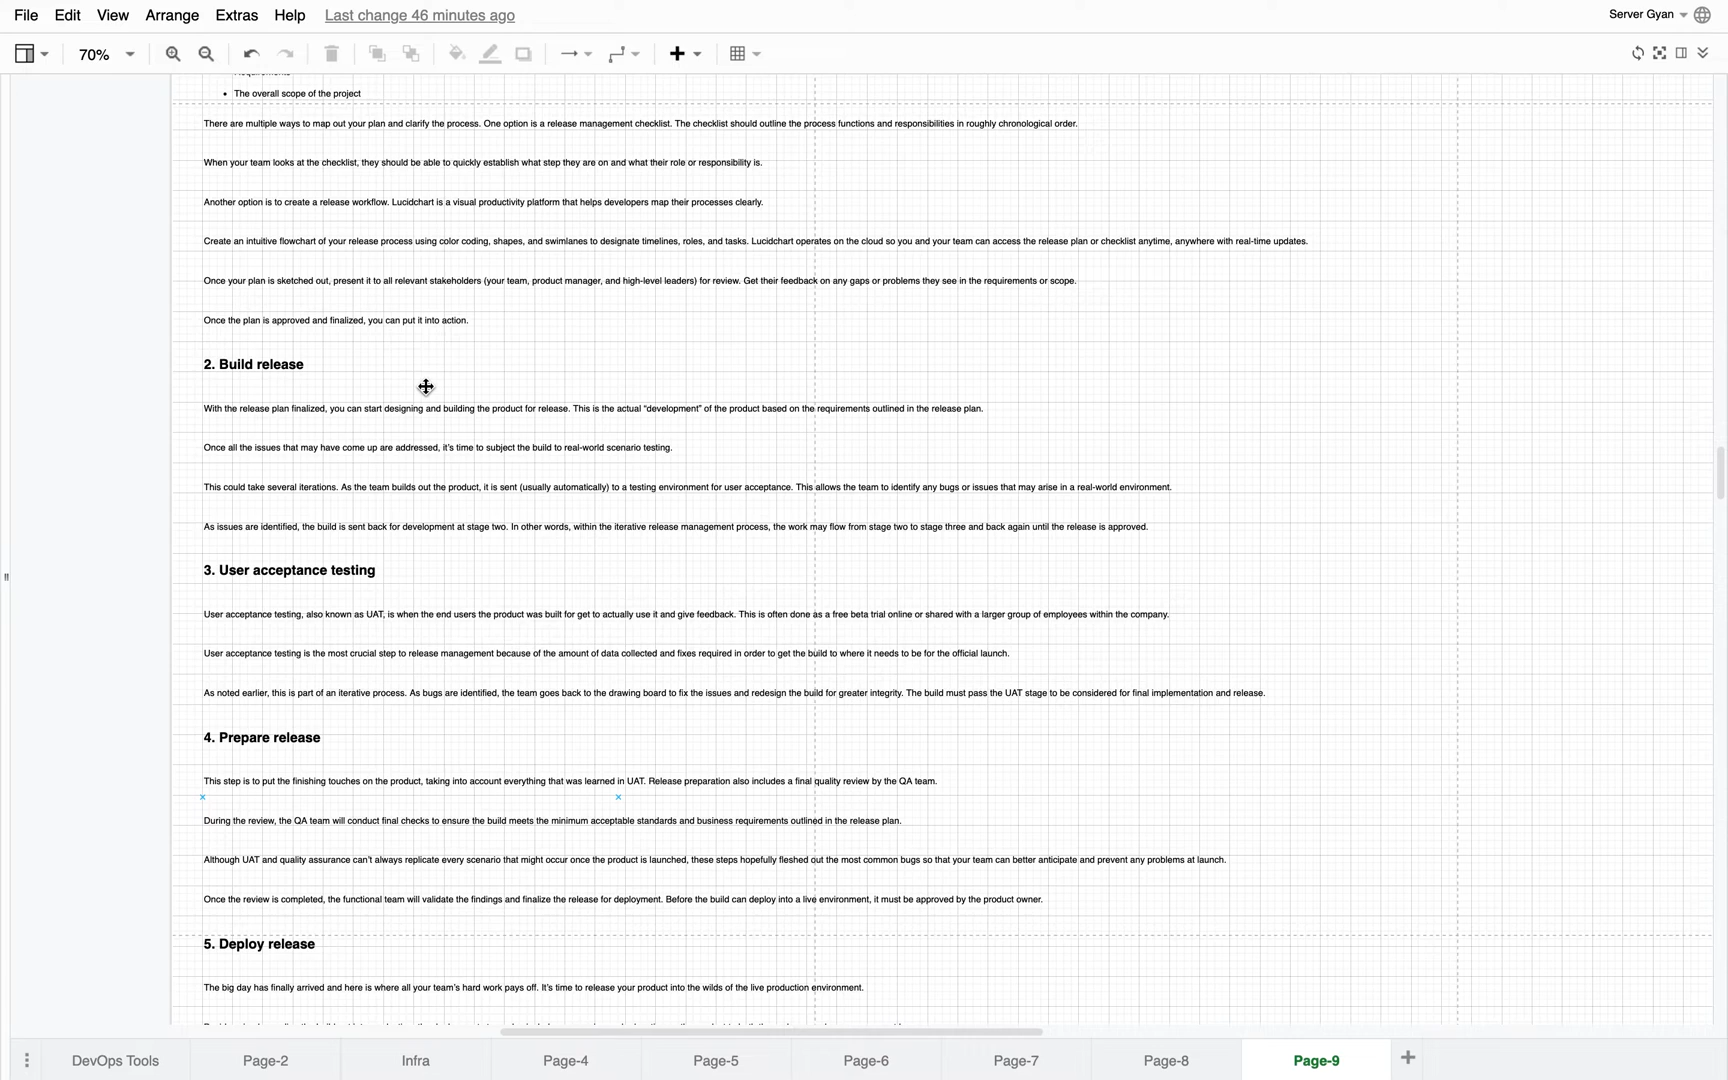 File Edit View Arrange Extras Help Last change 46 minutes ago Server Gyan
70%
The overall scope of the project
There are multiple ways to map out your plan and clarify the process. One option is a release management checklist. The checklist should outline the process functions and responsibilities in roughly chronological order.
When your team looks at the checklist, they should be able to quickly establish what step they are on and what their role or responsibility is.
Another option is to create a release workflow. Lucidchart is a visual productivity platform that helps developers map their processes clearly.
Create an intuitive flowchart of your release process using color coding, shapes, and swimlanes to designate timelines, roles, and tasks. Lucidchart operates on the cloud so you and your team can access the release plan or checklist anytime, anywhere with real-time updates.
Once your plan is sketched out, present it to all relevant stakeholders (your team, product manager, and high-level leaders) for review. Get their feedback on any gaps or problems they see in the requirements or scope.
Once the plan is approved and finalized, you can put it into action.
2. Build release
With the release plan finalized, you can start designing and building the product for release. This is the actual “development” of the product based on the requirements outlined in the release plan.
Once all the issues that may have come up are addressed, it’s time to subject the build to real-world scenario testing.
This could take several iterations. As the team builds out the product, it is sent (usually automatically) to a testing environment for user acceptance. This allows the team to identify any bugs or issues that may arise in a real-world environment.
As issues are identified, the build is sent back for development at stage two. In other words, within the iterative release management process, the work may flow from stage two to stage three and back again until the release is approved.
3. User acceptance testing
User acceptance testing, also known as UAT, is when the end users the product was built for get to actually use it and give feedback. This is often done as a free beta trial online or shared with a larger group of employees within the company.
User acceptance testing is the most crucial step to release management because of the amount of data collected and fixes required in order to get the build to where it needs to be for the official launch.
As noted earlier, this is part of an iterative process. As bugs are identified, the team goes back to the drawing board to fix the issues and redesign the build for greater integrity. The build must pass the UAT stage to be considered for final implementation and release.
4. Prepare release
This step is to put the finishing touches on the product, taking into account everything that was learned in UAT. Release preparation also includes a final quality review by the QA team.
During the review, the QA team will conduct final checks to ensure the build meets the minimum acceptable standards and business requirements outlined in the release plan.
Although UAT and quality assurance can’t always replicate every scenario that might occur once the product is launched, these steps hopefully fleshed out the most common bugs so that your team can better anticipate and prevent any problems at launch.
Once the review is completed, the functional team will validate the findings and finalize the release for deployment. Before the build can deploy into a live environment, it must be approved by the product owner.
5. Deploy release
The big day has finally arrived and here is where all your team’s hard work pays off. It’s time to release your product into the wilds of the live production environment.
DevOps Tools Page-2 Infra Page-4 Page-5 Page-6 Page-7 Page-8 Page-9